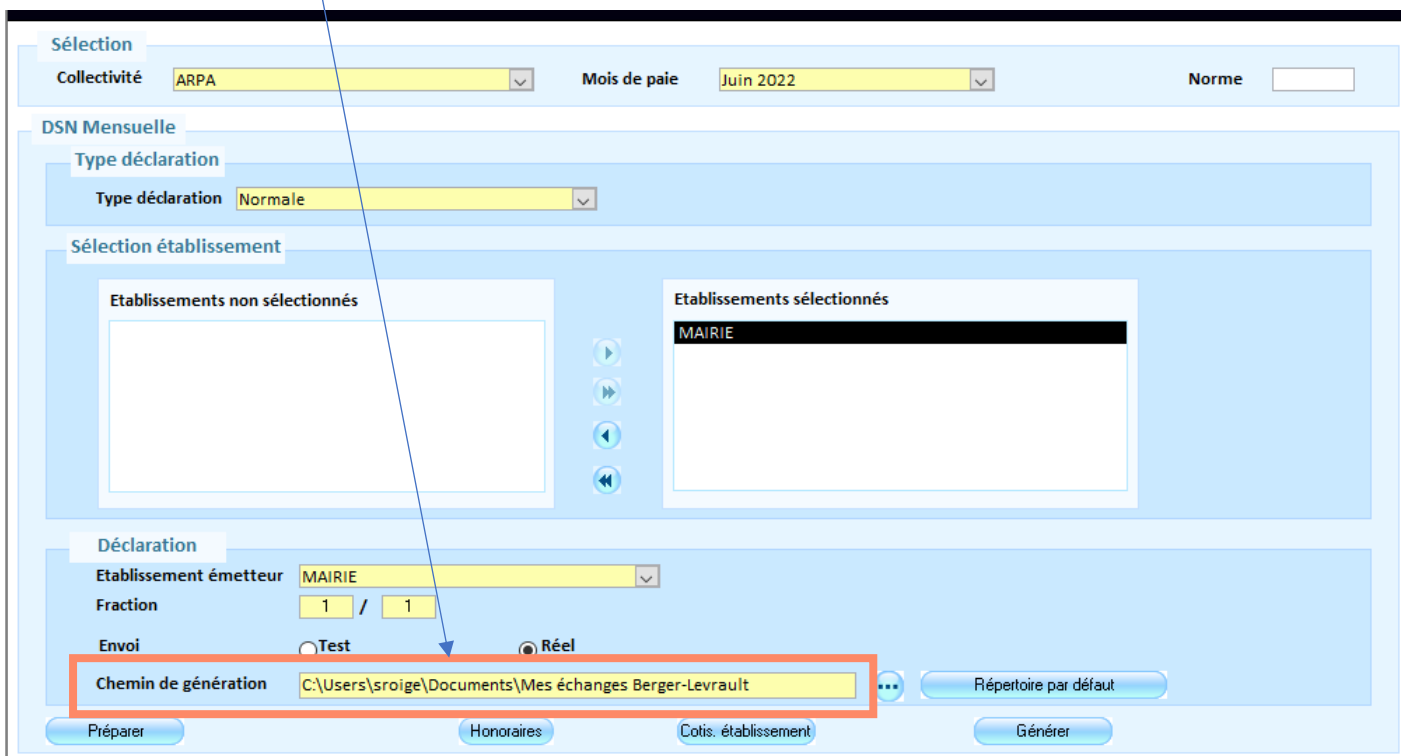 Sélection
Collectivité ARPA Mois de paie Juin 2022 Norme
DSN Mensuelle
Type déclaration
Type déclaration Normale
Sélection établissement
Etablissements non sélectionnés Etablissements sélectionnés
MAIRIE
Déclaration
Etablissement émetteur MAIRIE
Fraction 1 / 1
Envoi Test Réel
Chemin de génération C:\Users\sroige\Documents\Mes échanges Berger-Levrault ... Répertoire par défaut
Préparer Honoraires Cotis. établissement Générer